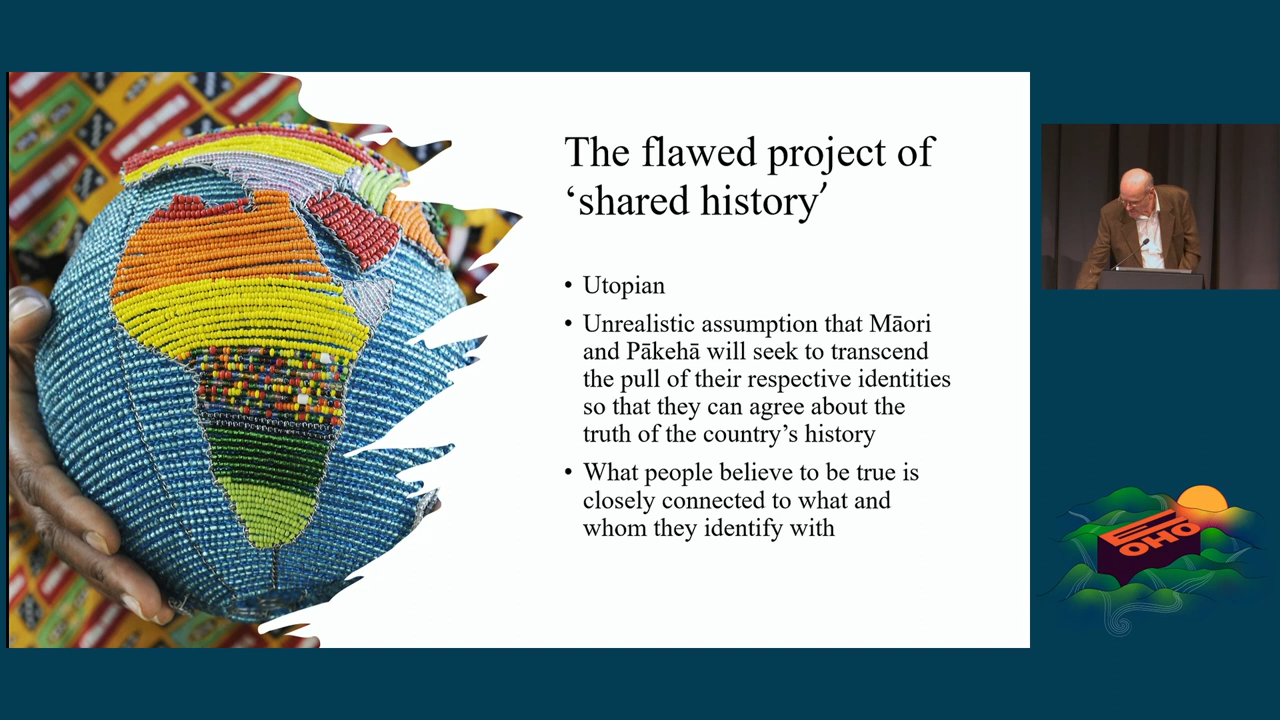 The flawed project of
‘shared history’
• Utopian
• Unrealistic assumption that Māori
and Pākehā will seek to transcend
the pull of their respective identities
so that they can agree about the
truth of the country’s history
• What people believe to be true is
closely connected to what and
whom they identify with
E
OHO